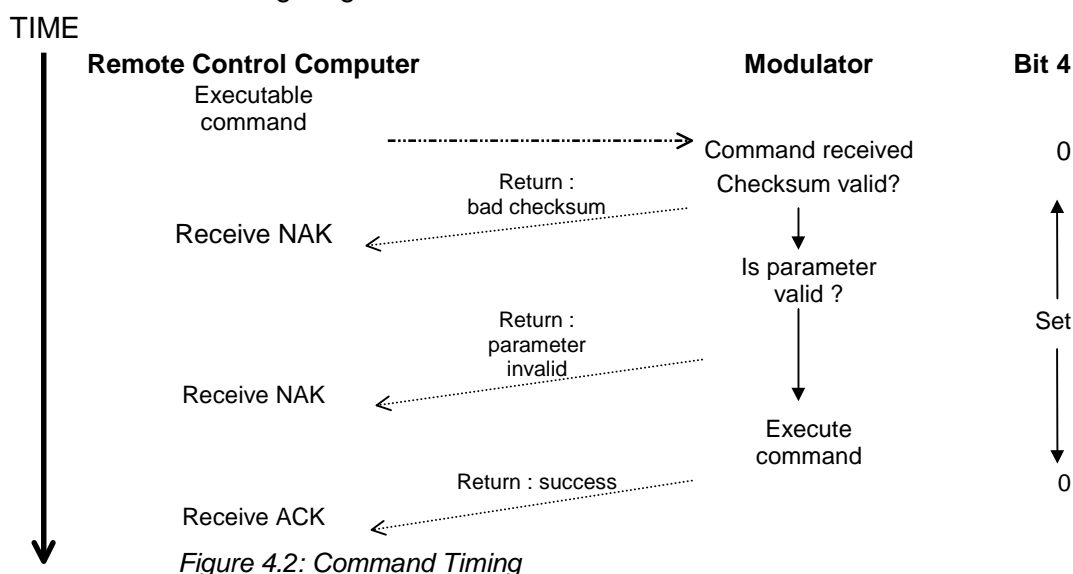 TIME
Remote Control Computer Modulator Bit 4
Executable
command
Command received 0
Return :
bad checksum
Checksum valid?
Receive NAK
Is parameter
valid ?
Return :
parameter
invalid
Set
Receive NAK
Execute
command
Return : success 0
Receive ACK
Figure 4.2: Command Timing